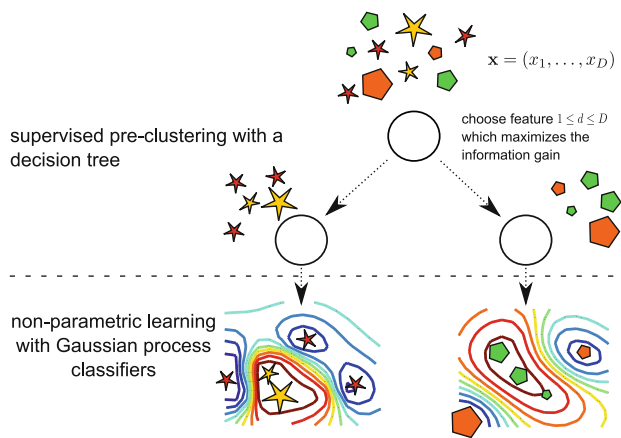 x = (x₁, . . . , x_D)
choose feature 1 ≤ d ≤ D
which maximizes the
information gain
supervised pre-clustering with a
decision tree
non-parametric learning
with Gaussian process
classifiers